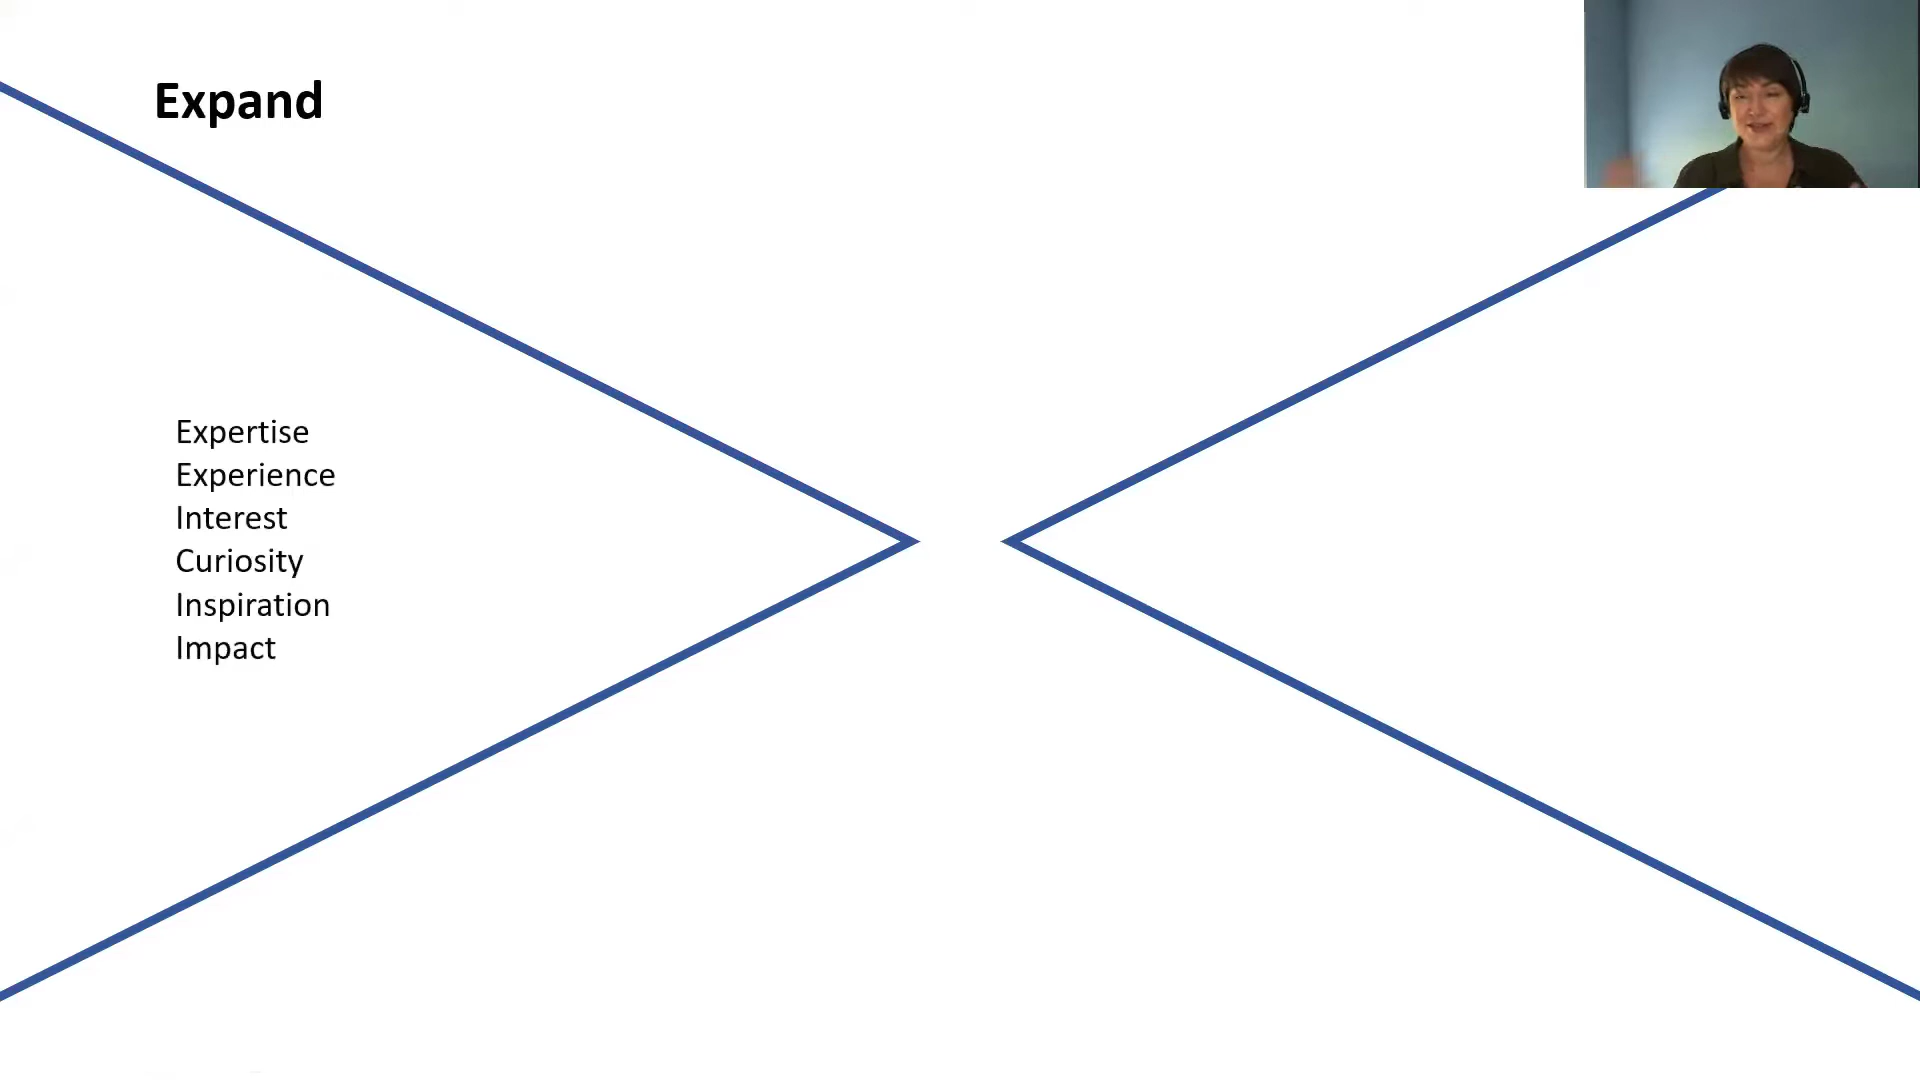 Expand
Expertise
Experience
Interest
Curiosity
Inspiration
Impact